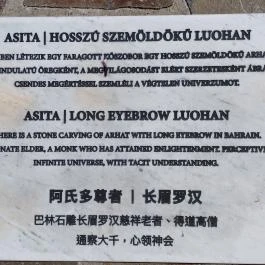 ASITA | HOSSZÚ SZEMÖLDÖKŰ LUOHAN
BEN LÉTEZIK EGY FARAGOTT KŐSZOBOR EGY HOSSZÚ SZEMÖLDÖKŰ ARHA
INDULATÚ ÖREGKÉNT, A MEGVILÁGOSODÁST ELÉRT SZERZETESKÉNT ÁBRÁ
CSENDES MEGÉRTÉSSEL SZEMLÉLI A VÉGTELEN UNIVERZUMOT.
ASITA | LONG EYEBROW LUOHAN
HERE IS A STONE CARVING OF ARHAT WITH LONG EYEBROW IN BAHRAIN.
ONATE ELDER, A MONK WHO HAS ATTAINED ENLIGHTENMENT. PERCEPTIV
INFINITE UNIVERSE, WITH TACIT UNDERSTANDING.
阿氏多尊者 | 长眉罗汉
巴林石雕长眉罗汉慈祥老者、得道高僧
通察大千，心领神会